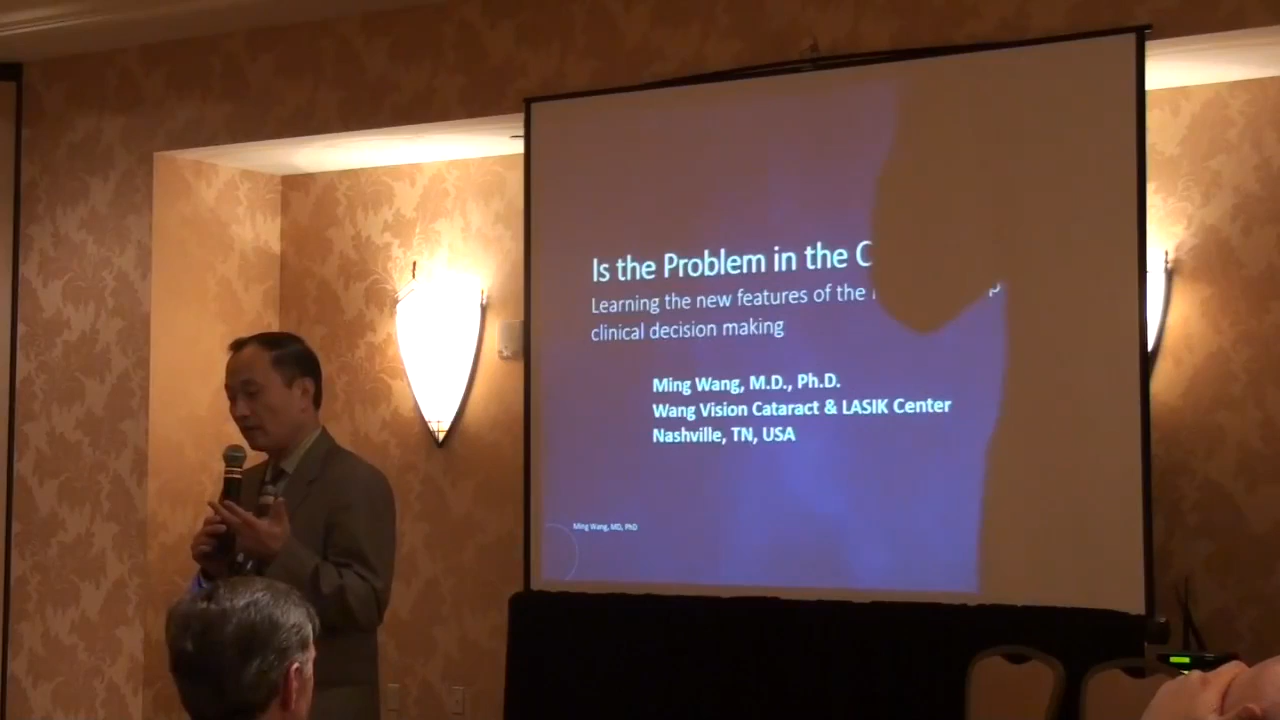 Is the Problem in the C
Learning the new features of the
clinical decision making
Ming Wang, M.D., Ph.D.
Wang Vision Cataract & LASIK Center
Nashville, TN, USA
Ming Wang, MD, PhD